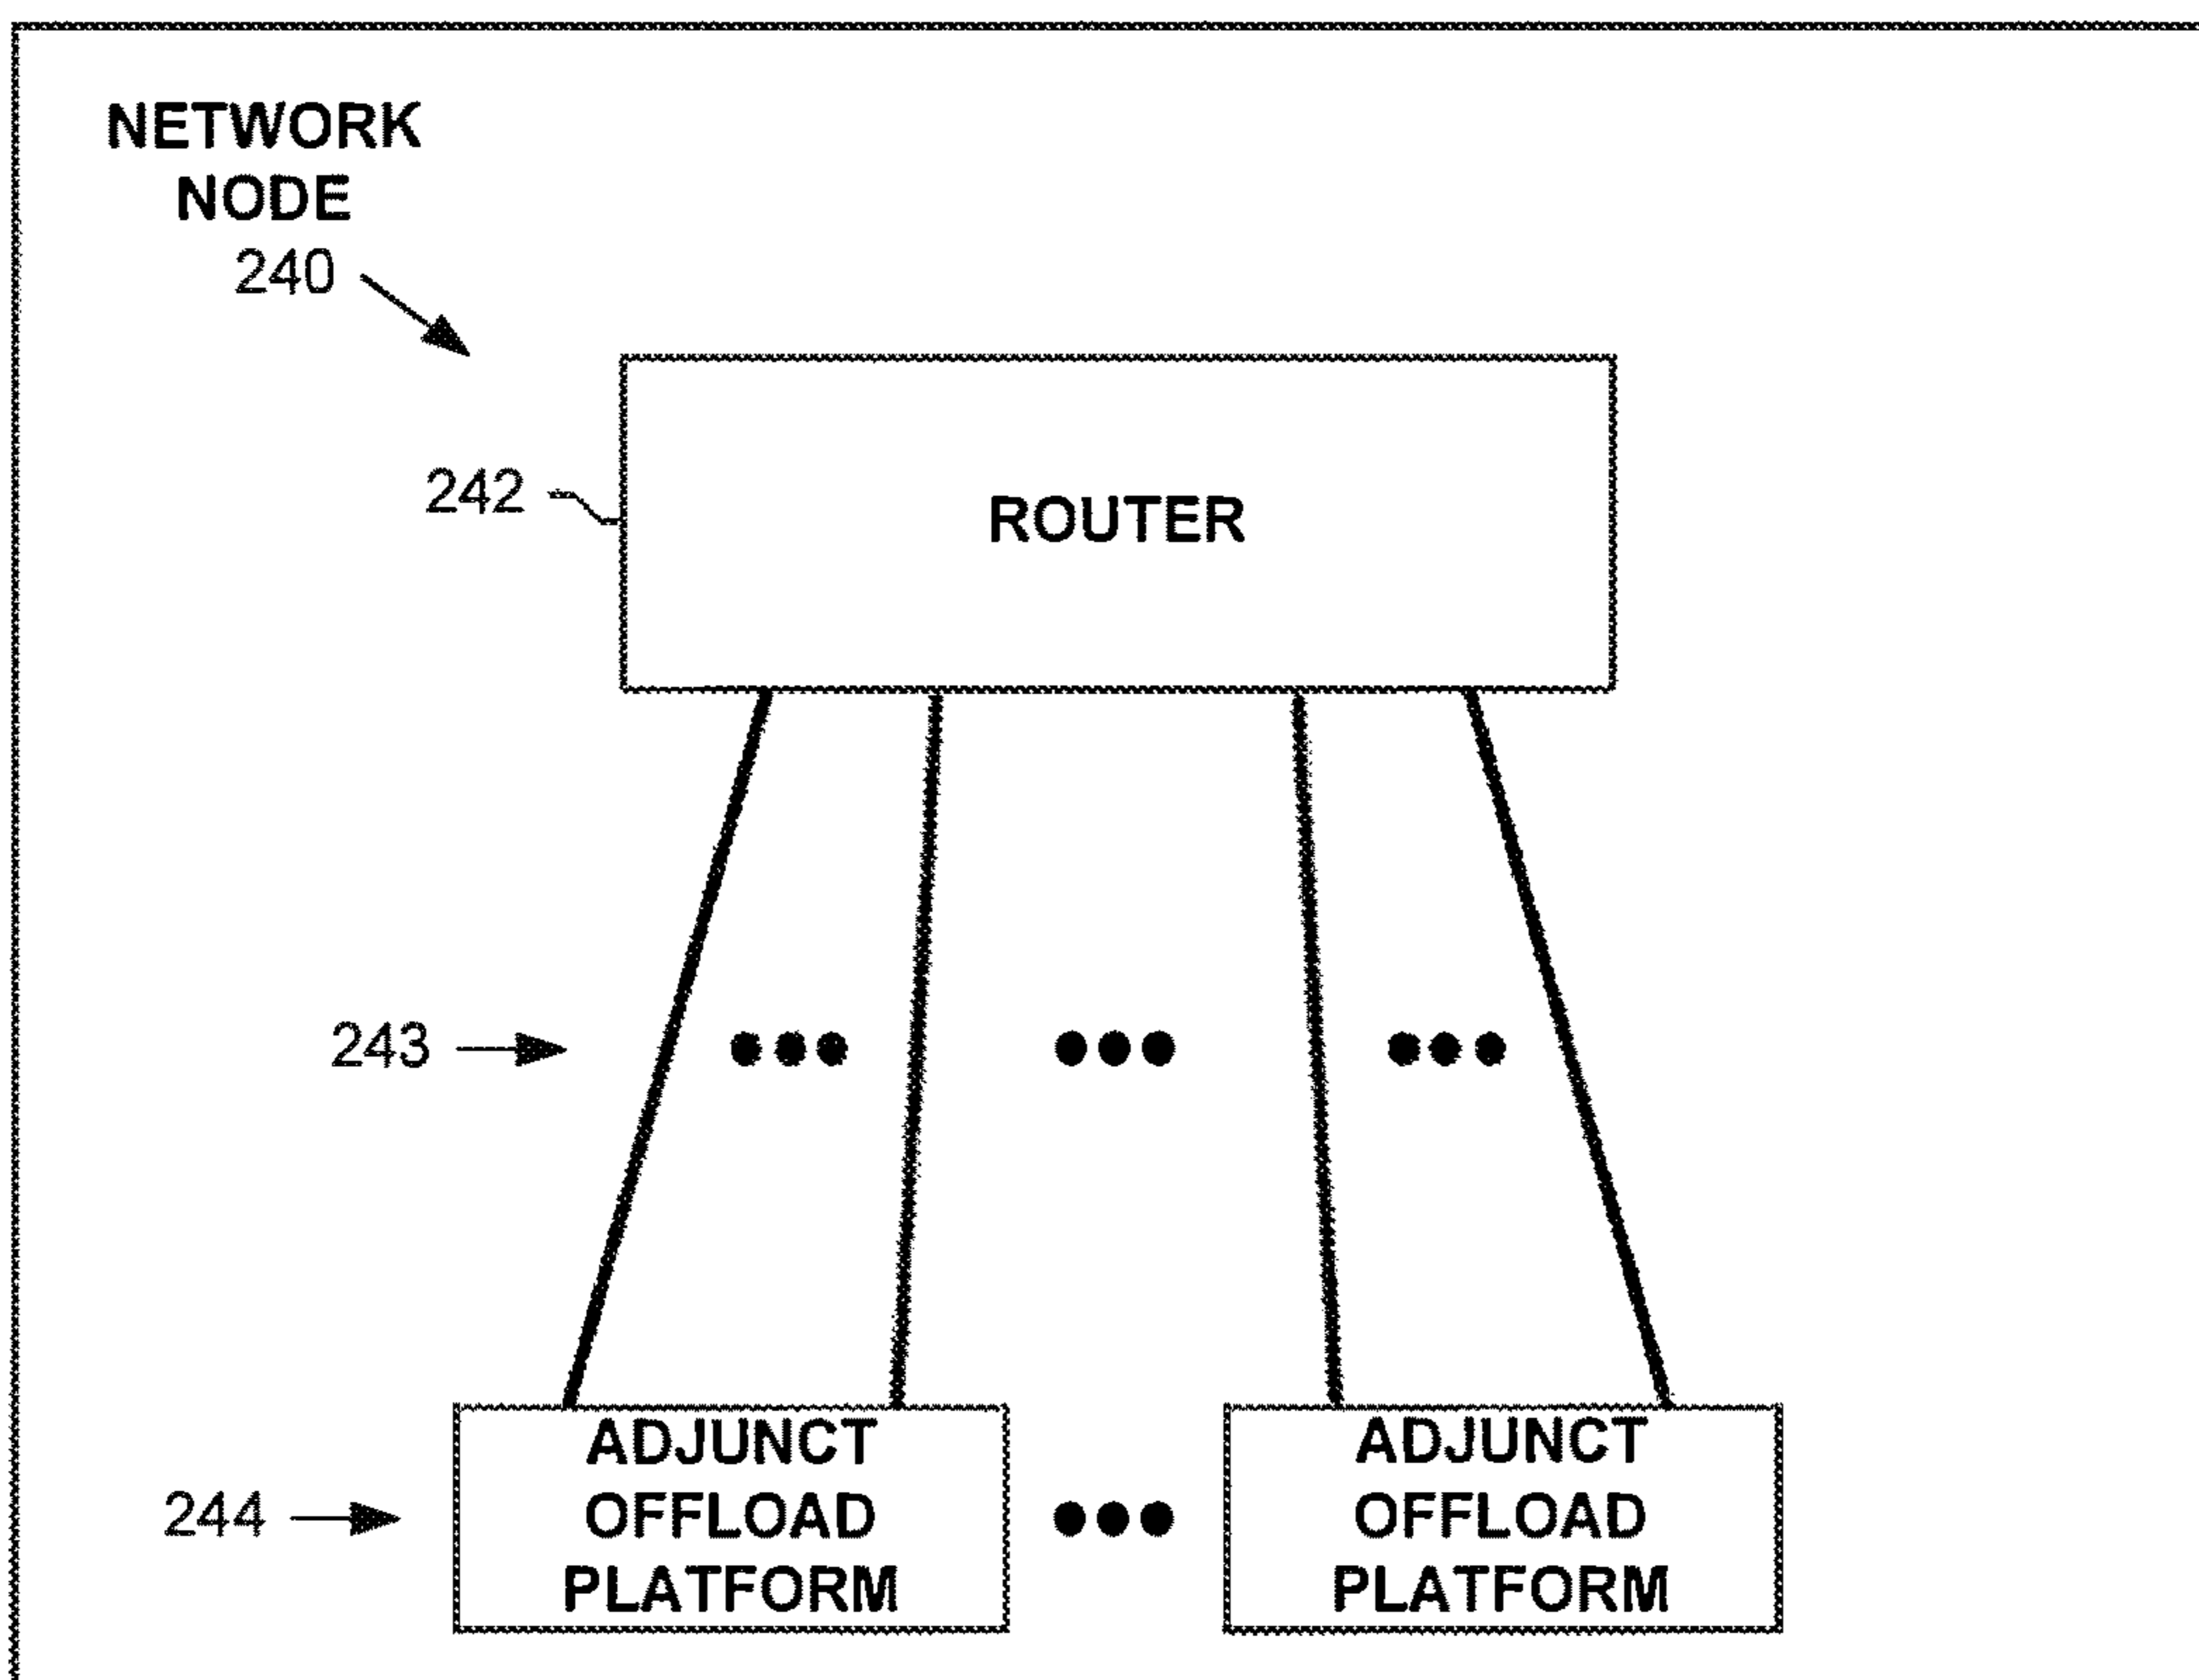 NETWORK
NODE
240
242
ROUTER
243
244
ADJUNCT
OFFLOAD
PLATFORM
ADJUNCT
OFFLOAD
PLATFORM